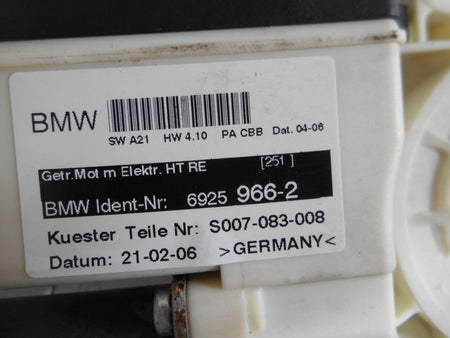 BMW
SW A21 HW 4.10 PA CBB Dat. 04-06
Getr.Mot m Elektr. HT RE [251]
BMW Ident-Nr: 6925 966-2
Kuester Teile Nr: S007-083-008
Datum: 21-02-06 >GERMANY<